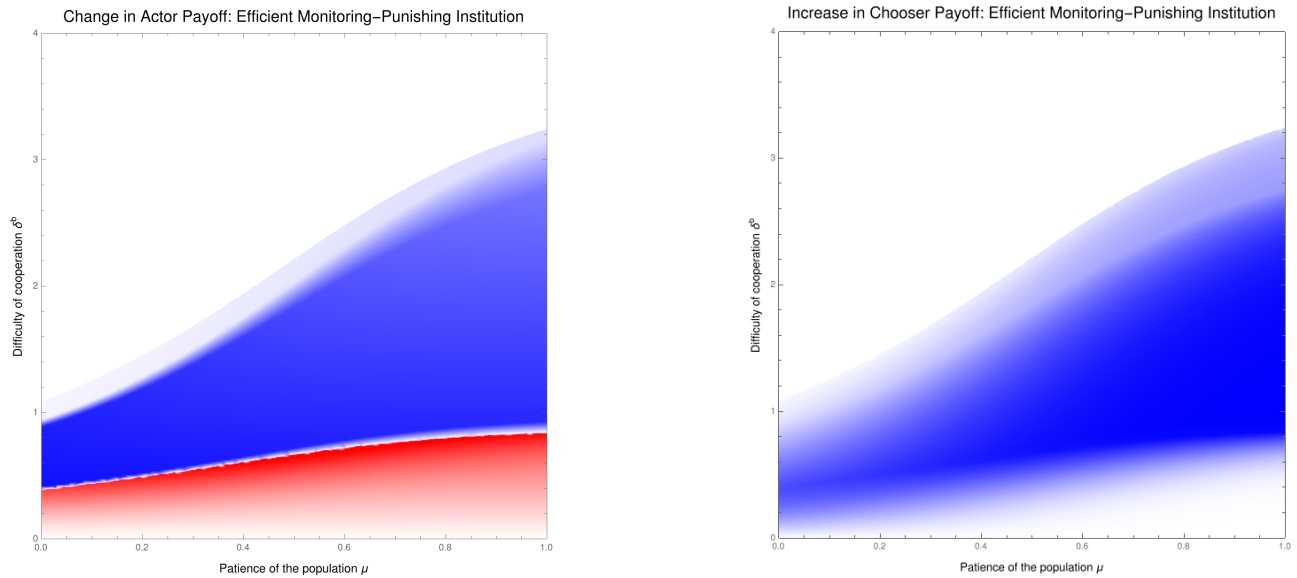 Change in Actor Payoff: Efficient Monitoring−Punishing Institution
4
3
2
1
0
0.0 0.2 0.4 0.6 0.8 1.0
Difficulty of cooperation δᵇ
Patience of the population μ
Increase in Chooser Payoff: Efficient Monitoring−Punishing Institution
4
3
2
1
0
0.0 0.2 0.4 0.6 0.8 1.0
Difficulty of cooperation δᵇ
Patience of the population μ